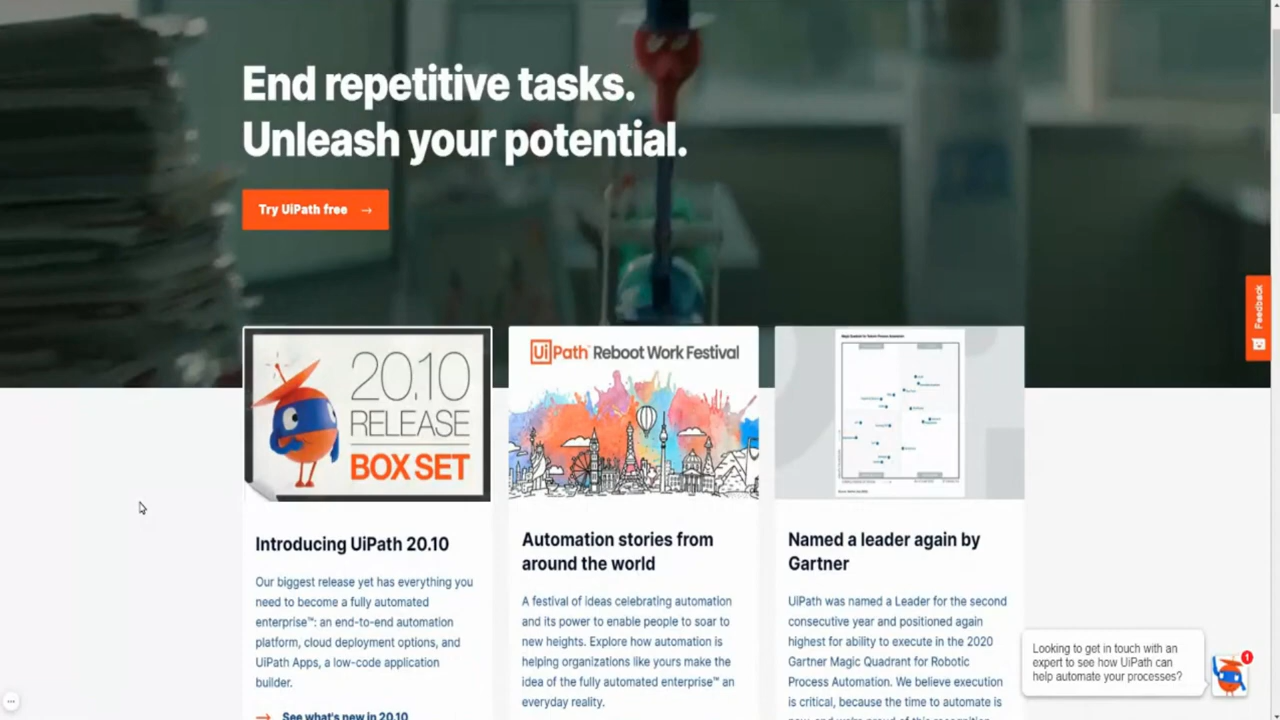 End repetitive tasks.
Unleash your potential.
Try UiPath free →
Feedback
20.10
RELEASE
BOX SET
UiPath Reboot Work Festival
Introducing UiPath 20.10
Our biggest release yet has everything you
need to become a fully automated
enterprise™: an end-to-end automation
platform, cloud deployment options, and
UiPath Apps, a low-code application
builder.
→ See what's new in 20.10
Automation stories from
around the world
A festival of ideas celebrating automation
and its power to enable people to soar to
new heights. Explore how automation is
helping organizations like yours make the
idea of the fully automated enterprise™ an
everyday reality.
Named a leader again by
Gartner
UiPath was named a Leader for the second
consecutive year and positioned again
highest for ability to execute in the 2020
Gartner Magic Quadrant for Robotic
Process Automation. We believe execution
is critical, because the time to automate is
Looking to get in touch with an
expert to see how UiPath can
help automate your processes?
1